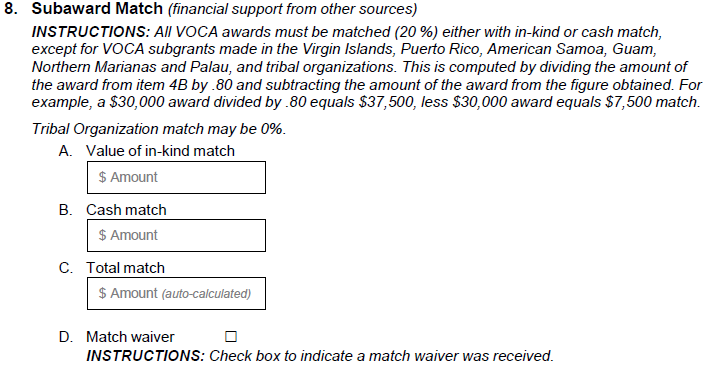 8. Subaward Match (financial support from other sources)
INSTRUCTIONS: All VOCA awards must be matched (20 %) either with in-kind or cash match,
except for VOCA subgrants made in the Virgin Islands, Puerto Rico, American Samoa, Guam,
Northern Marianas and Palau, and tribal organizations. This is computed by dividing the amount of
the award from item 4B by .80 and subtracting the amount of the award from the figure obtained. For
example, a $30,000 award divided by .80 equals $37,500, less $30,000 award equals $7,500 match.
Tribal Organization match may be 0%.
A. Value of in-kind match
$ Amount
B. Cash match
$ Amount
C. Total match
$ Amount (auto-calculated)
D. Match waiver ☐
INSTRUCTIONS: Check box to indicate a match waiver was received.